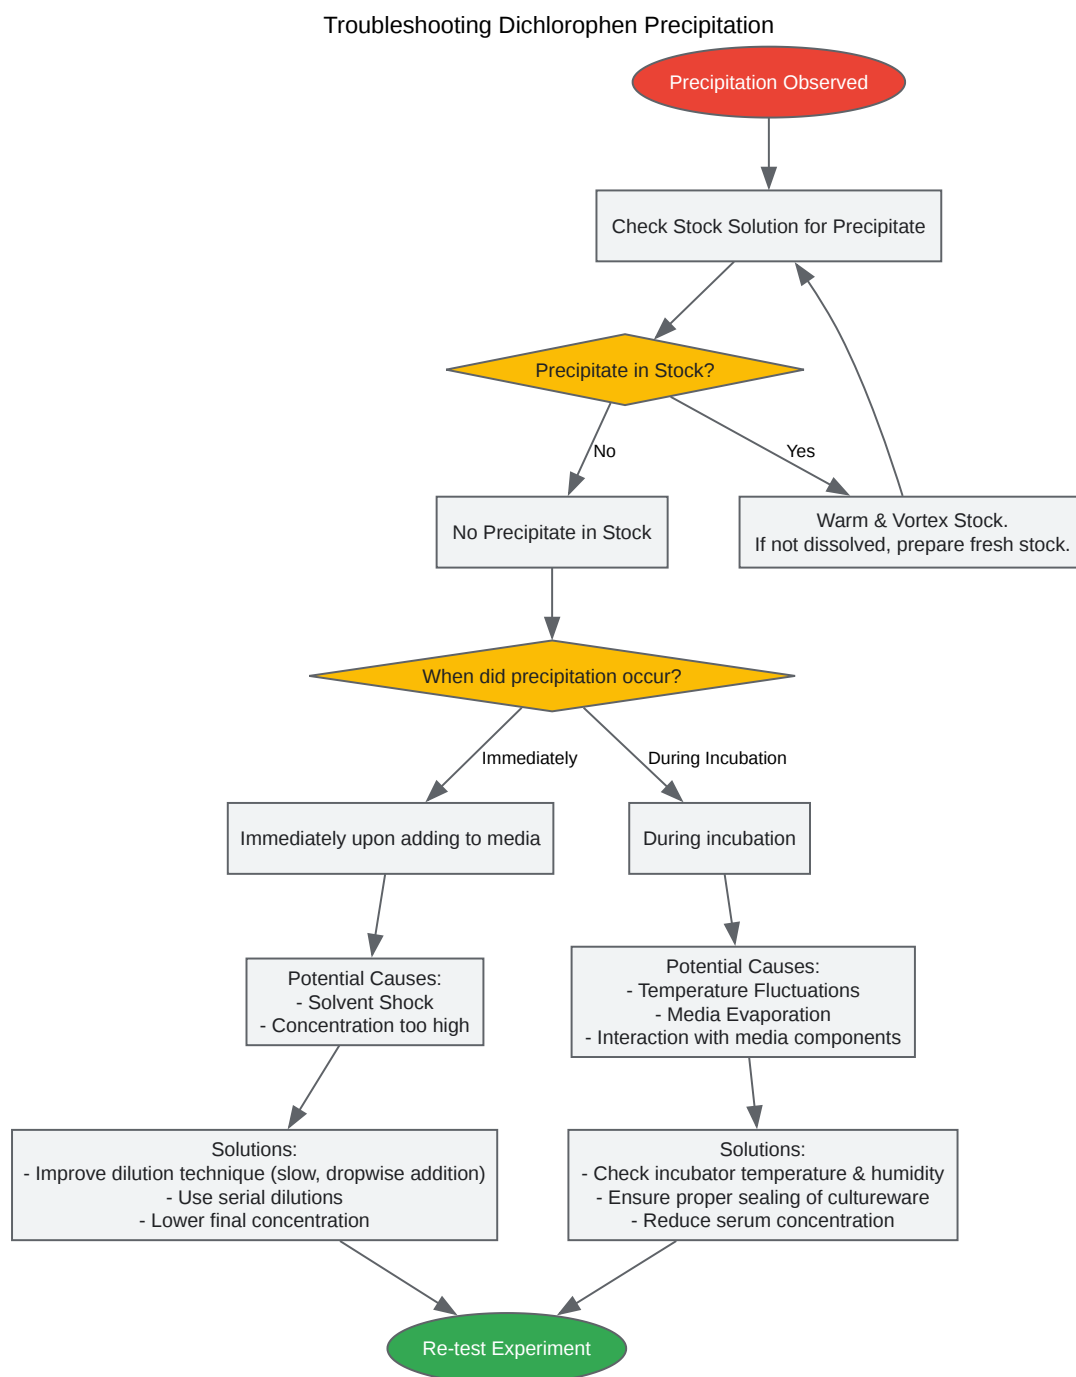 Troubleshooting Dichlorophen Precipitation
Precipitation Observed
Check Stock Solution for Precipitate
Precipitate in Stock?
No
Yes
No Precipitate in Stock
Warm & Vortex Stock.
If not dissolved, prepare fresh stock.
When did precipitation occur?
Immediately
During Incubation
Immediately upon adding to media
During incubation
Potential Causes:
- Solvent Shock
- Concentration too high
Potential Causes:
- Temperature Fluctuations
- Media Evaporation
- Interaction with media components
Solutions:
- Improve dilution technique (slow, dropwise addition)
- Use serial dilutions
- Lower final concentration
Solutions:
- Check incubator temperature & humidity
- Ensure proper sealing of cultureware
- Reduce serum concentration
Re-test Experiment